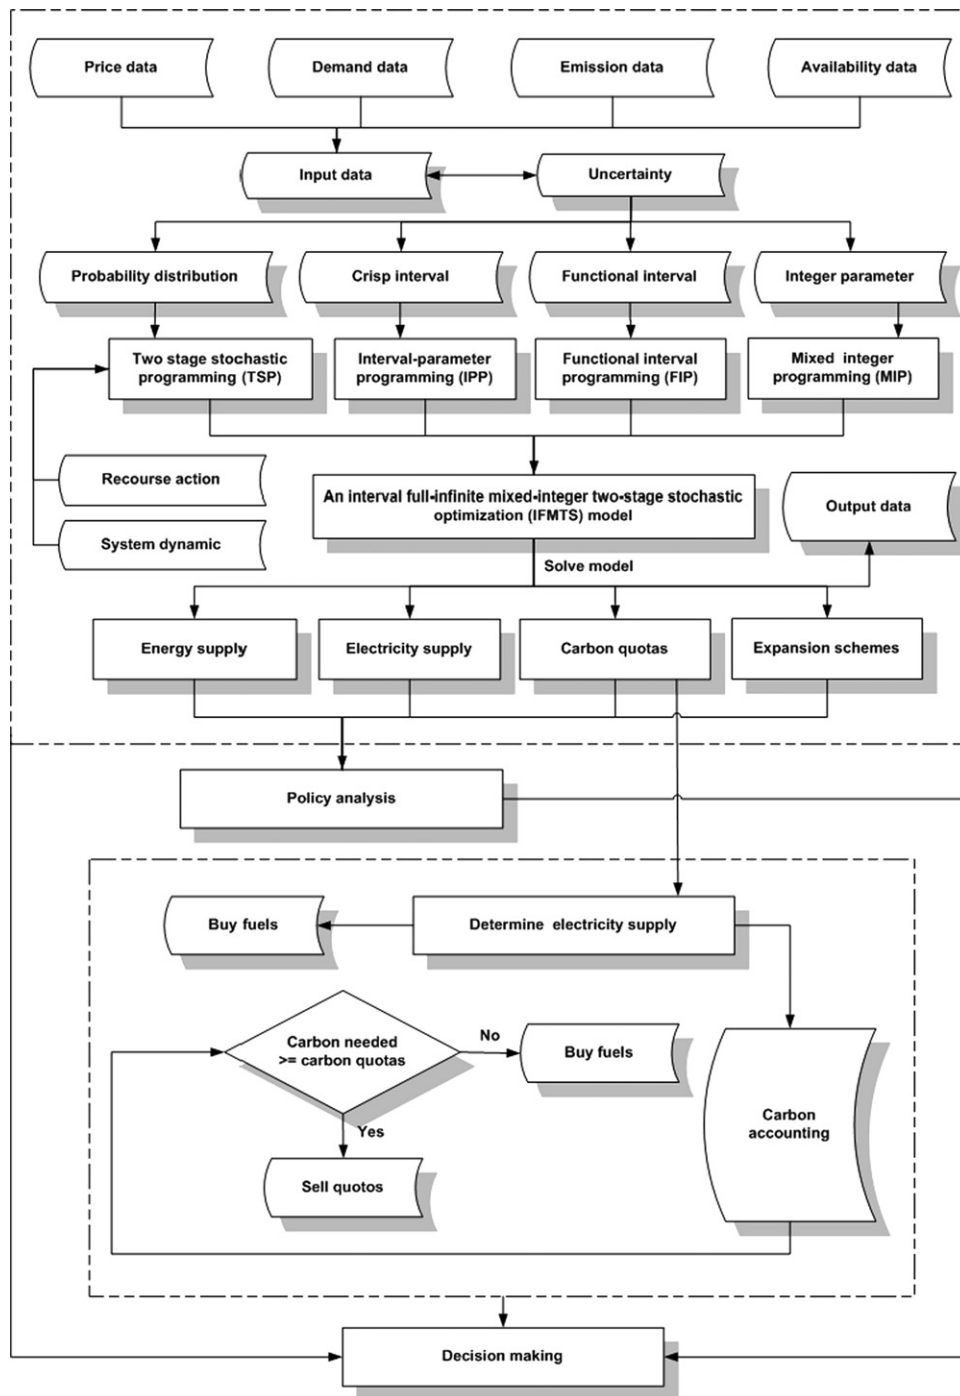 Price data
Demand data
Emission data
Availability data
Input data
Uncertainty
Probability distribution
Crisp interval
Functional interval
Integer parameter
Two stage stochastic
programming (TSP)
Interval-parameter
programming (IPP)
Functional interval
programming (FIP)
Mixed integer
programming (MIP)
Recourse action
System dynamic
An interval full-infinite mixed-integer two-stage stochastic
optimization (IFMTS) model
Output data
Solve model
Energy supply
Electricity supply
Carbon quotas
Expansion schemes
Policy analysis
Buy fuels
Determine electricity supply
Carbon needed
>= carbon quotas
No
Buy fuels
Yes
Sell quotos
Carbon
accounting
Decision making